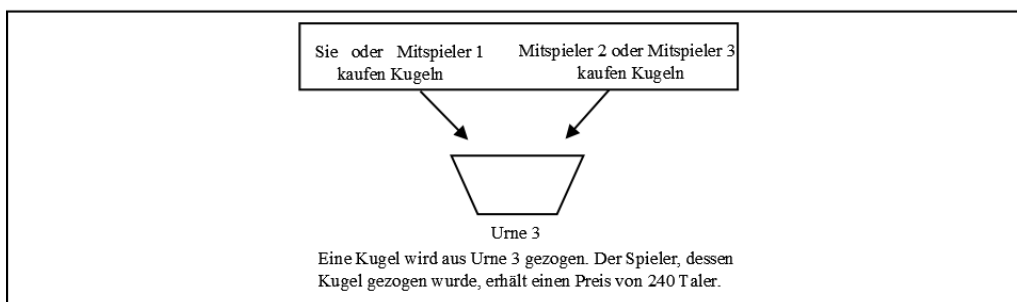 Sie oder Mitspieler 1
kaufen Kugeln
Mitspieler 2 oder Mitspieler 3
kaufen Kugeln
Urne 3
Eine Kugel wird aus Urne 3 gezogen. Der Spieler, dessen
Kugel gezogen wurde, erhält einen Preis von 240 Taler.